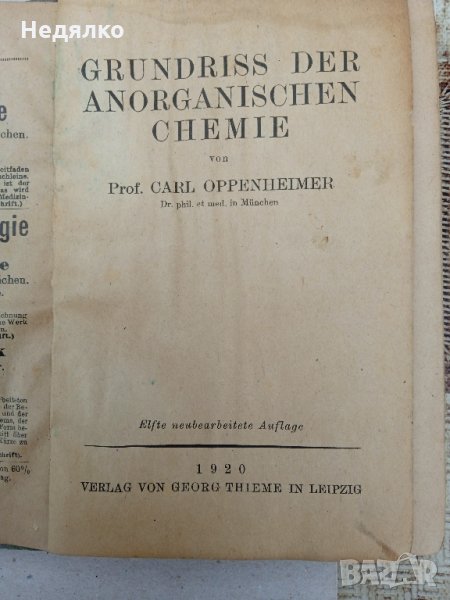 Недялко
GRUNDRISS DER
ANORGANISCHEN
CHEMIE
von
Prof. CARL OPPENHEIMER
Dr. phil. et med. in München
Elfte neubearbeitete Auflage
1920
VERLAG VON GEORG THIEME IN LEIPZIG
BAZAR